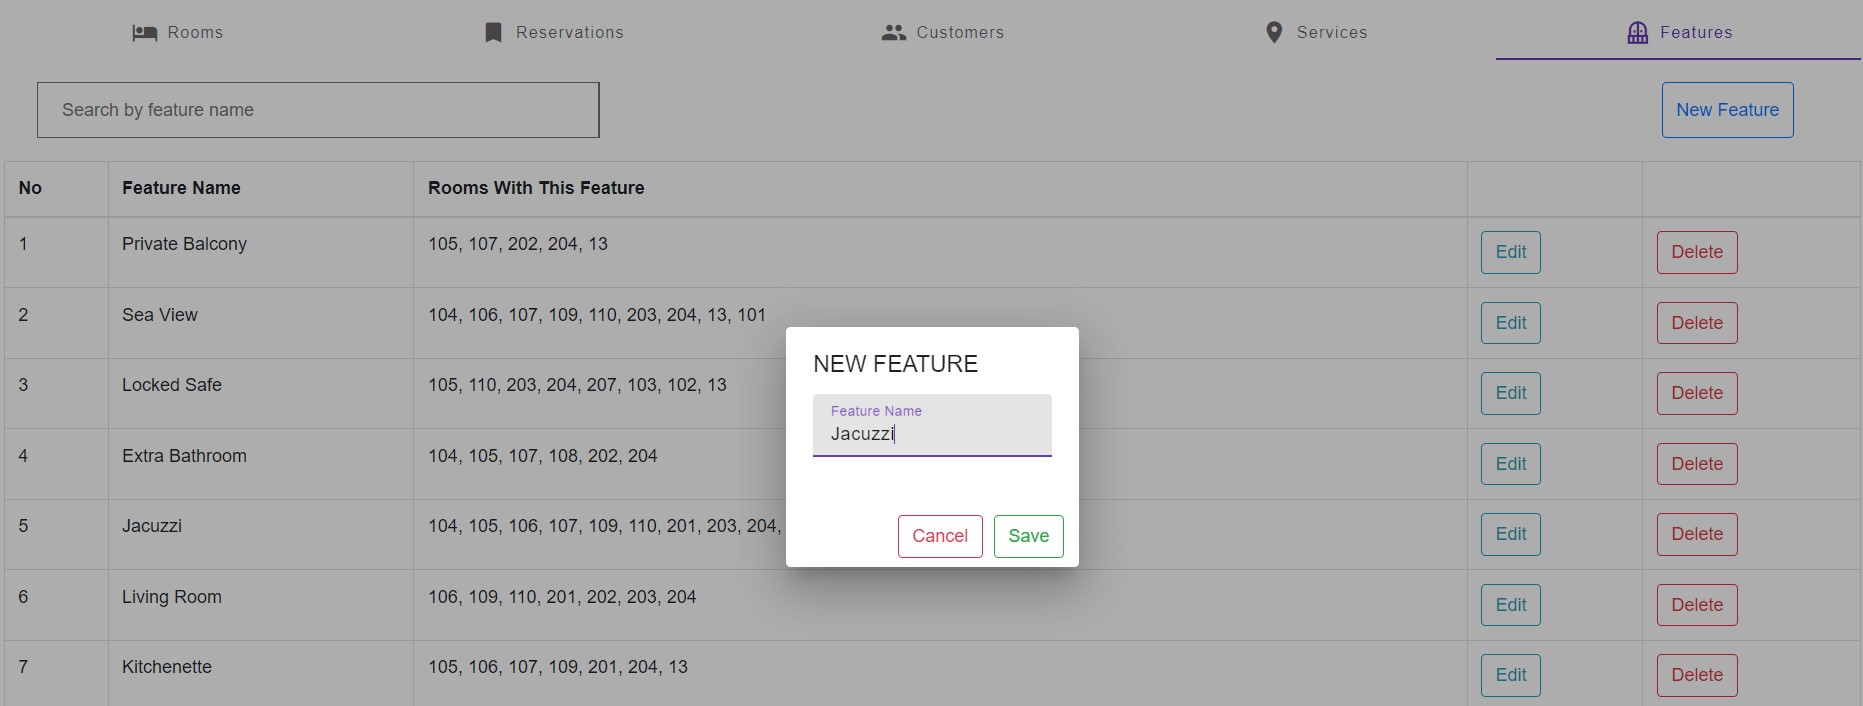 Rooms Reservations Customers Services Features
Search by feature name New Feature
No Feature Name Rooms With This Feature
1 Private Balcony 105, 107, 202, 204, 13 Edit Delete
2 Sea View 104, 106, 107, 109, 110, 203, 204, 13, 101 Edit Delete
3 Locked Safe 105, 110, 203, 204, 207, 103, 102, 13 Edit Delete
4 Extra Bathroom 104, 105, 107, 108, 202, 204 Edit Delete
5 Jacuzzi 104, 105, 106, 107, 109, 110, 201, 203, 204, Edit Delete
6 Living Room 106, 109, 110, 201, 202, 203, 204 Edit Delete
7 Kitchenette 105, 106, 107, 109, 201, 204, 13 Edit Delete
NEW FEATURE
Feature Name
Jacuzzi
Cancel Save